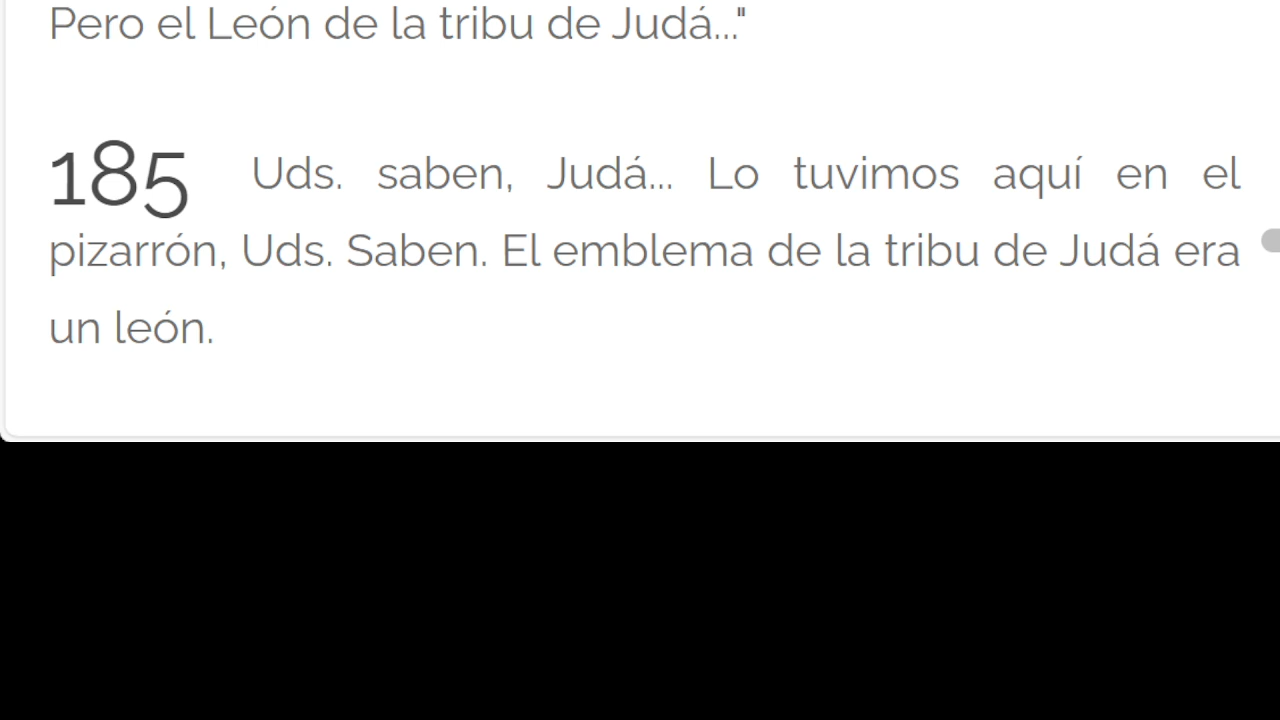 Pero el León de la tribu de Judá..."
185 Uds. saben, Judá... Lo tuvimos aquí en el
pizarrón, Uds. Saben. El emblema de la tribu de Judá era
un león.